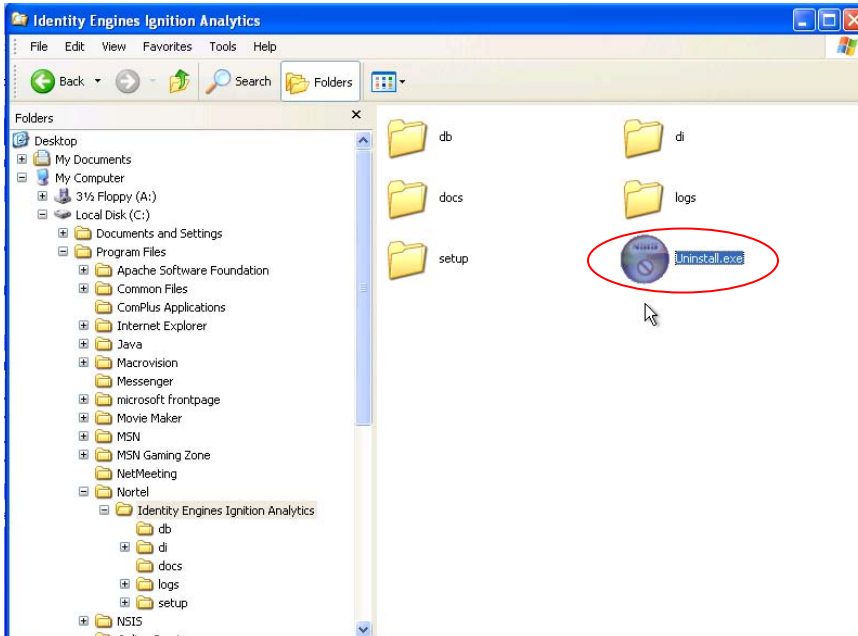 Identity Engines Ignition Analytics
File Edit View Favorites Tools Help
Back Search Folders
Folders
Desktop
My Documents
My Computer
3½ Floppy (A:)
Local Disk (C:)
Documents and Settings
Program Files
Apache Software Foundation
Common Files
ComPlus Applications
Internet Explorer
Java
Macrovision
Messenger
microsoft frontpage
Movie Maker
MSN
MSN Gaming Zone
NetMeeting
Nortel
Identity Engines Ignition Analytics
db
di
docs
logs
setup
NSIS
db
di
docs
logs
setup
Uninstall.exe